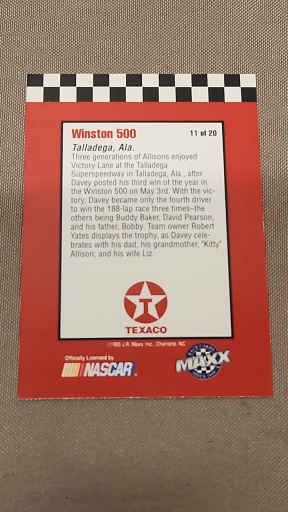 Winston 500
11 of 20
Talladega, Ala.
Three generations of Allisons enjoyed
Victory Lane at the Talladega
Superspeedway in Talladega, Ala., after
Davey posted his third win of the year in
the Winston 500 on May 3rd. With the vic-
tory, Davey became only the fourth driver
to win the 188-lap race three times—the
others being Buddy Baker, David Pearson,
and his father, Bobby. Team owner Robert
Yates displays the trophy, as Davey cele-
brates with his dad; his grandmother, "Kitty"
Allison; and his wife Liz.
T
TEXACO
J.R. Maxx, Inc., Charlotte, NC
Officially Licensed by
NASCAR
MAXX